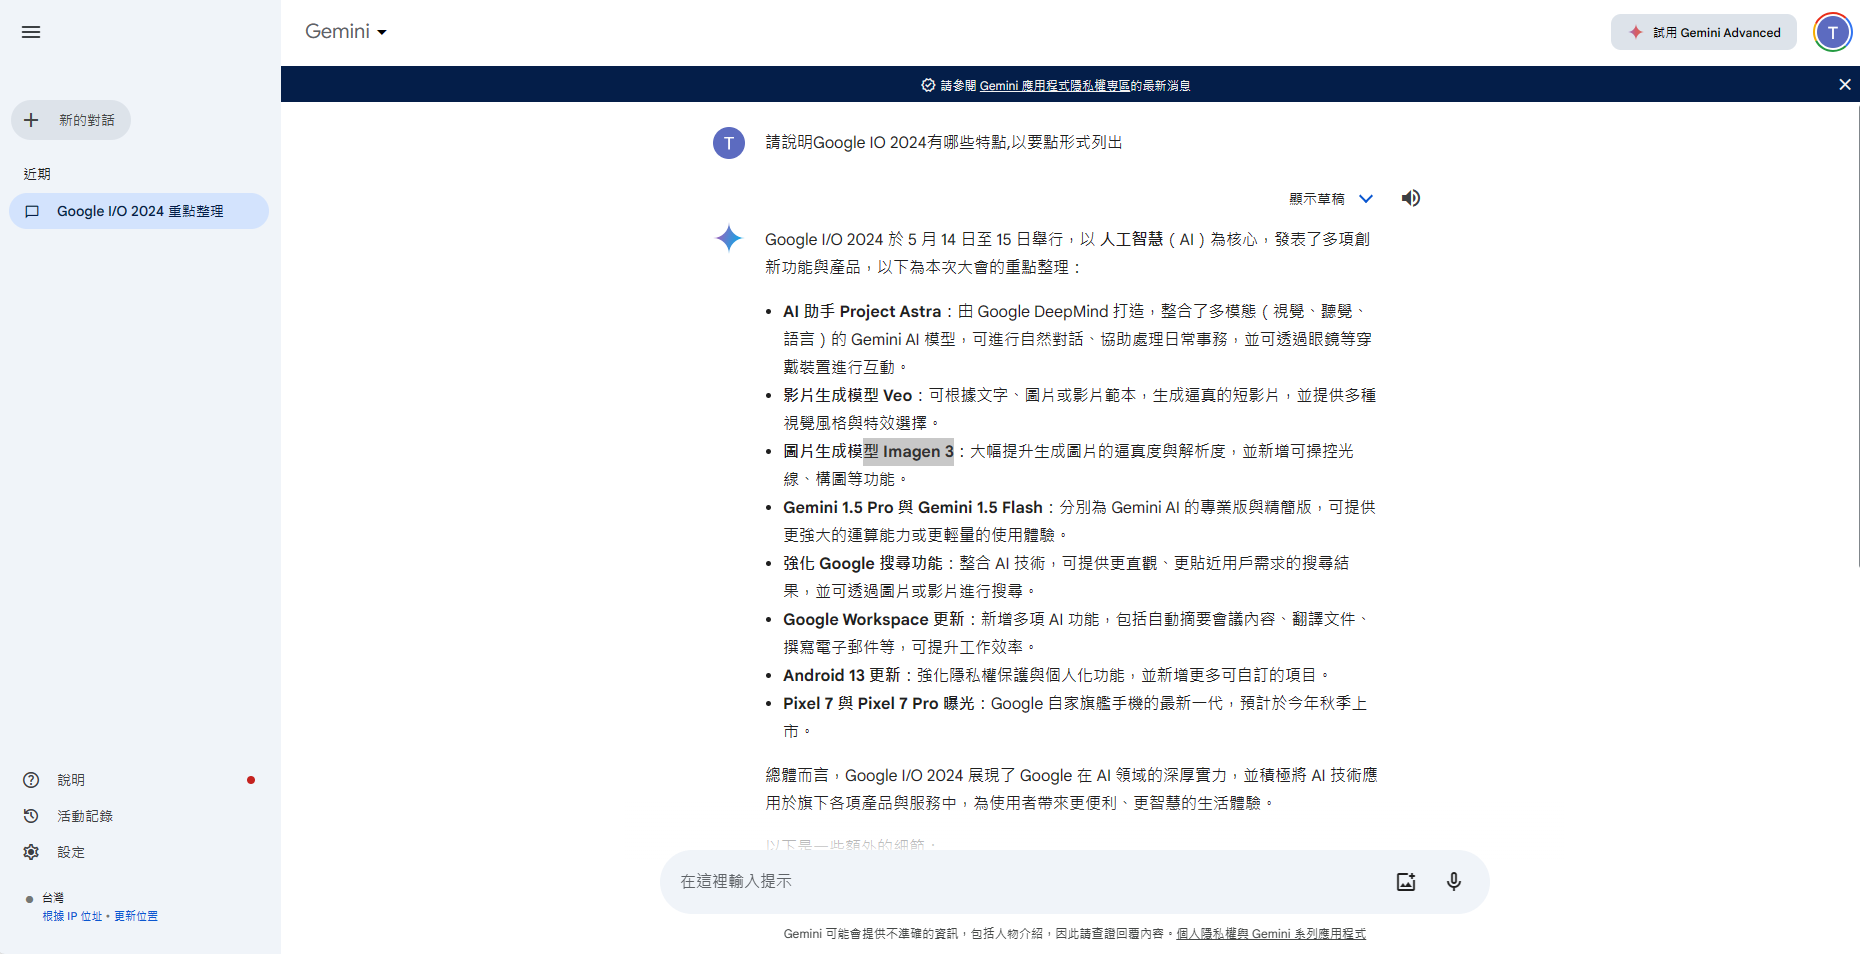 Gemini
試用 Gemini Advanced
T
請參閱 Gemini 應用程式隱私權專區的最新消息
新的對話
近期
Google I/O 2024 重點整理
T
請說明Google IO 2024有哪些特點,以要點形式列出
顯示草稿
Google I/O 2024 於 5 月 14 日至 15 日舉行，以 人工智慧（AI）為核心，發表了多項創
新功能與產品，以下為本次大會的重點整理：
• AI 助手 Project Astra：由 Google DeepMind 打造，整合了多模態（視覺、聽覺、
語言）的 Gemini AI 模型，可進行自然對話、協助處理日常事務，並可透過眼鏡等穿
戴裝置進行互動。
• 影片生成模型 Veo：可根據文字、圖片或影片範本，生成逼真的短影片，並提供多種
視覺風格與特效選擇。
• 圖片生成模型 Imagen 3：大幅提升生成圖片的逼真度與解析度，並新增可操控光
線、構圖等功能。
• Gemini 1.5 Pro 與 Gemini 1.5 Flash：分別為 Gemini AI 的專業版與精簡版，可提供
更強大的運算能力或更輕量的使用體驗。
• 強化 Google 搜尋功能：整合 AI 技術，可提供更直觀、更貼近用戶需求的搜尋結
果，並可透過圖片或影片進行搜尋。
• Google Workspace 更新：新增多項 AI 功能，包括自動摘要會議內容、翻譯文件、
撰寫電子郵件等，可提升工作效率。
• Android 13 更新：強化隱私權保護與個人化功能，並新增更多可自訂的項目。
• Pixel 7 與 Pixel 7 Pro 曝光：Google 自家旗艦手機的最新一代，預計於今年秋季上
市。
總體而言，Google I/O 2024 展現了 Google 在 AI 領域的深厚實力，並積極將 AI 技術應
用於旗下各項產品與服務中，為使用者帶來更便利、更智慧的生活體驗。
以下是一些額外的細節：
說明
活動記錄
設定
台灣
根據 IP 位址 • 更新位置
在這裡輸入提示
Gemini 可能會提供不準確的資訊，包括人物介紹，因此請查證回覆內容。個人隱私權與 Gemini 系列應用程式